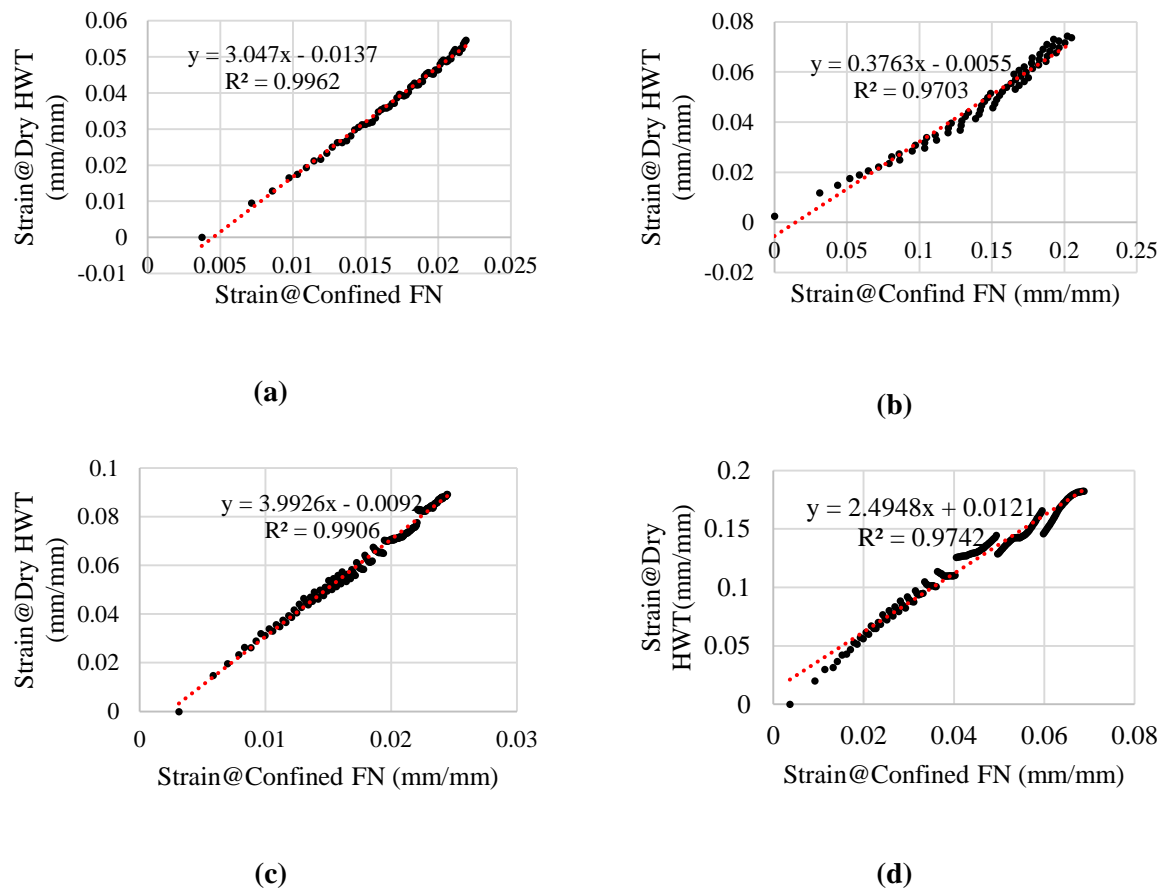 0.06
0.05
0.04
0.03
0.02
0.01
0
-0.01
Strain@Dry HWT
(mm/mm)
y = 3.047x - 0.0137
R² = 0.9962
0 0.005 0.01 0.015 0.02 0.025
Strain@Confined FN
(a)
0.08
0.06
0.04
0.02
0
-0.02
Strain@Dry HWT
(mm/mm)
y = 0.3763x - 0.0055
R² = 0.9703
0 0.05 0.1 0.15 0.2 0.25
Strain@Confind FN (mm/mm)
(b)
0.1
0.08
0.06
0.04
0.02
0
Strain@Dry HWT
(mm/mm)
y = 3.9926x - 0.0092
R² = 0.9906
0 0.01 0.02 0.03
Strain@Confined FN (mm/mm)
(c)
0.2
0.15
0.1
0.05
0
Strain@Dry
HWT(mm/mm)
y = 2.4948x + 0.0121
R² = 0.9742
0 0.02 0.04 0.06 0.08
Strain@Confined FN (mm/mm)
(d)